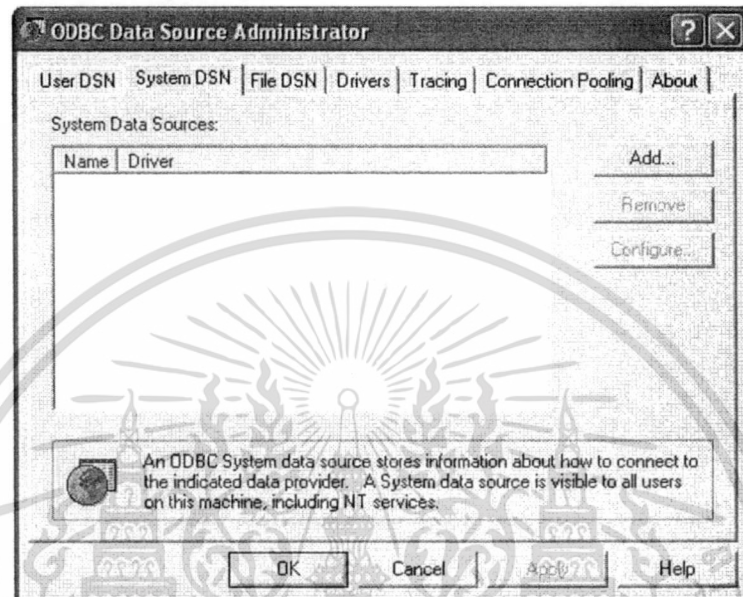 ODBC Data Source Administrator
User DSN System DSN File DSN Drivers Tracing Connection Pooling About
System Data Sources:
Name Driver
Add...
Remove
Configure...
An ODBC System data source stores information about how to connect to
the indicated data provider. A System data source is visible to all users
on this machine, including NT services.
OK Cancel Apply Help